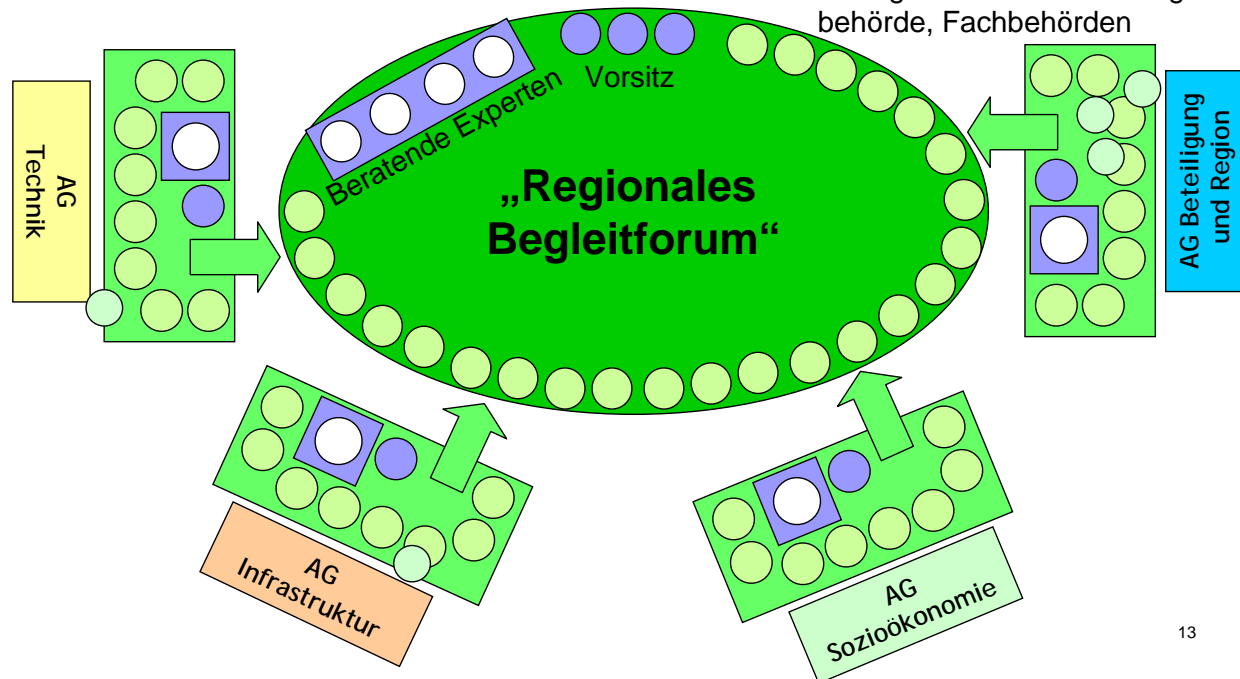 behörde, Fachbehörden
Vorsitz
Beratende Experten
„Regionales
Begleitforum“
AG
Technik
AG Beteiligung
und Region
AG
Infrastruktur
AG
Sozioökonomie
13